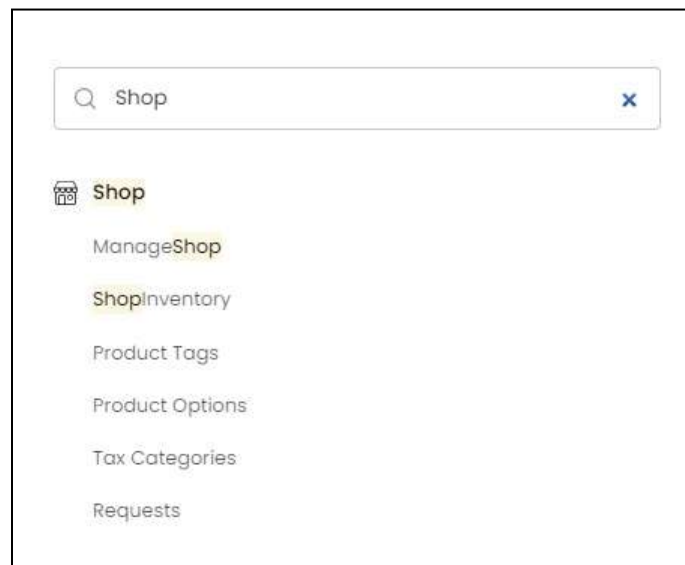 Shop
Shop
ManageShop
ShopInventory
Product Tags
Product Options
Tax Categories
Requests